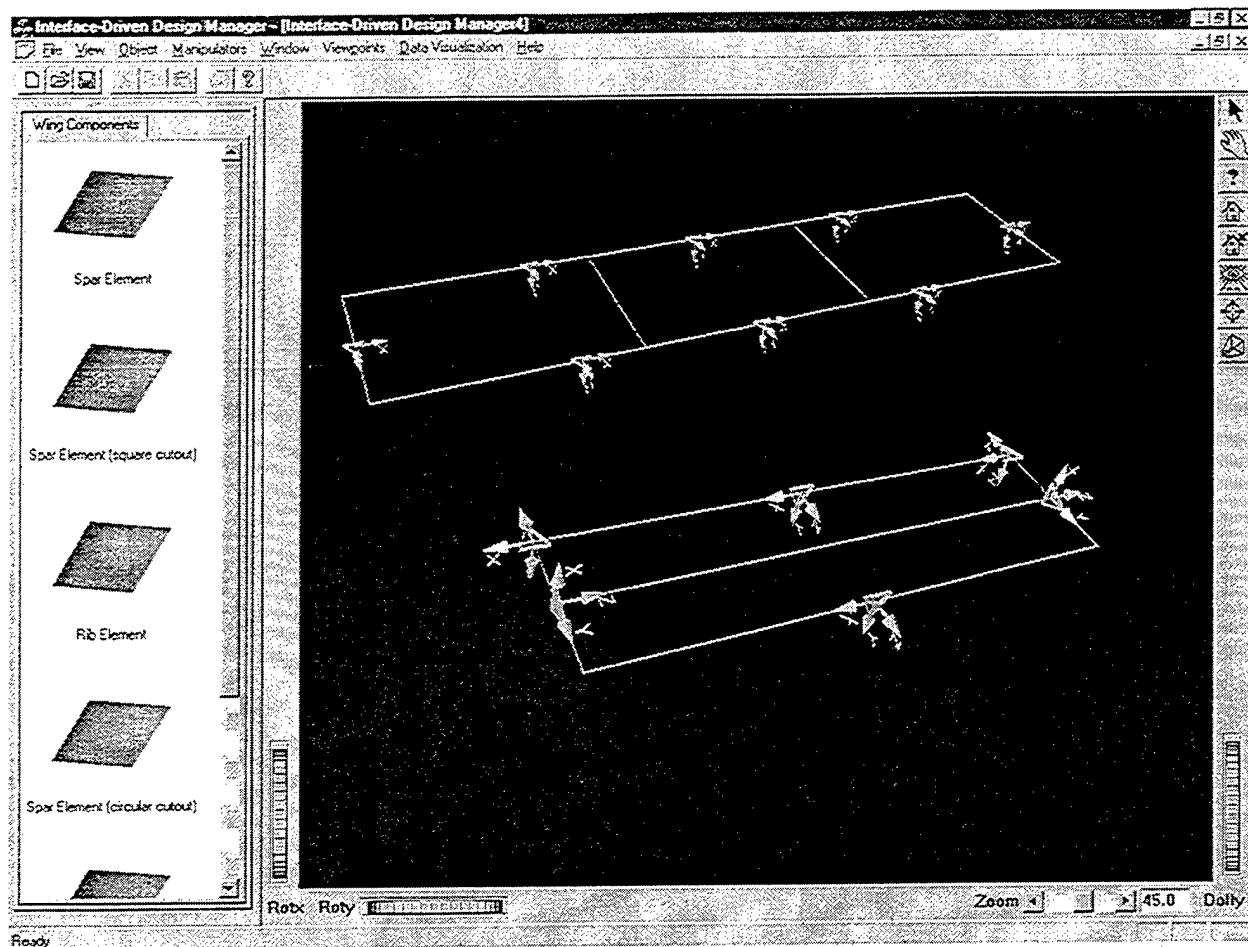 Interface-Driven Design Manager~ [Interface-Driven Design Manager4]
File View Object Manipulators Window Viewpoints Data Visualization Help
Wing Components
Spar Element
Spar Element (square cutout)
Rib Element
Spar Element (circular cutout)
X
X
Y
Rotx Roty
Zoom 45.0 Dolly
Ready